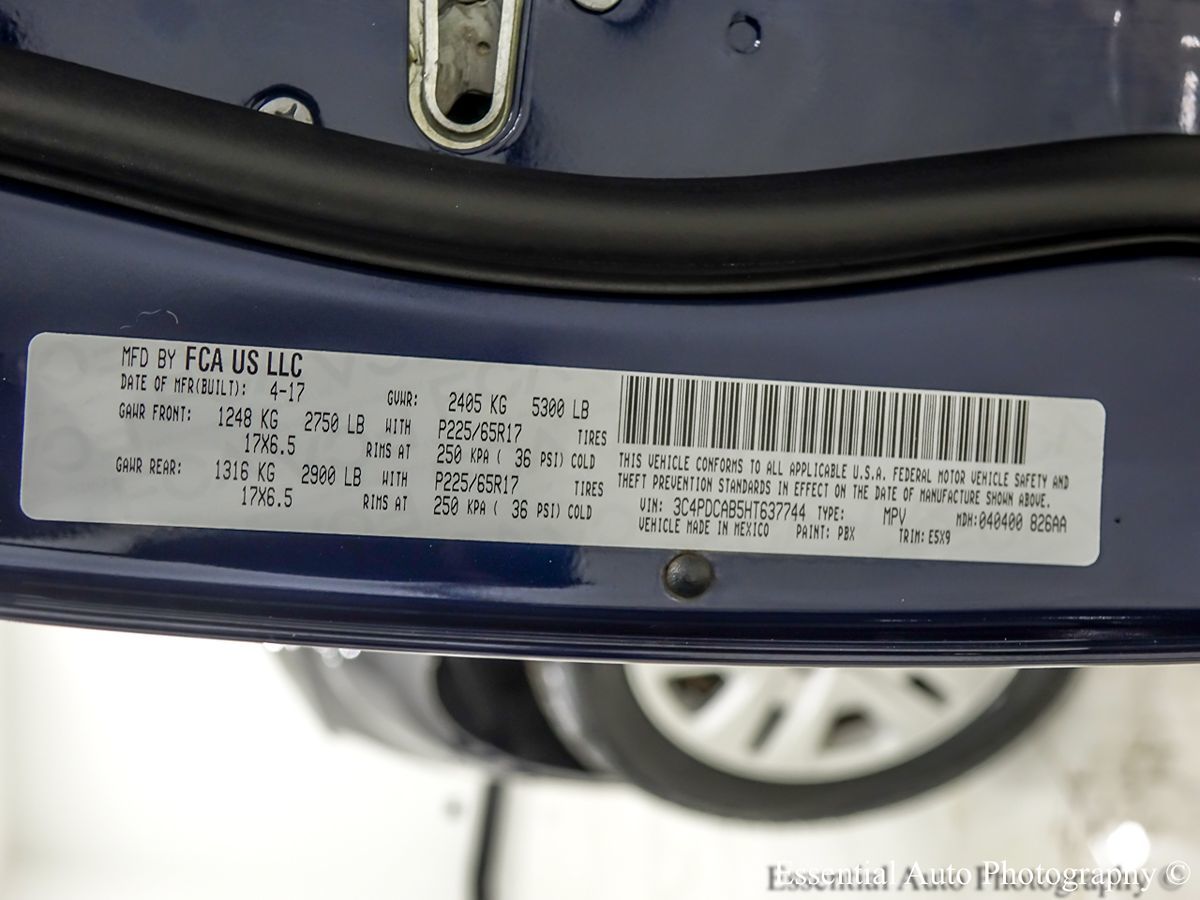 MFD BY FCA US LLC
DATE OF MFR(BUILT): 4-17 GVWR: 2405 KG 5300 LB
GAWR FRONT: 1248 KG 2750 LB WITH P225/65R17 TIRES
17X6.5 RIMS AT 250 KPA ( 36 PSI) COLD
GAWR REAR: 1316 KG 2900 LB WITH P225/65R17 TIRES
17X6.5 RIMS AT 250 KPA ( 36 PSI) COLD
THIS VEHICLE CONFORMS TO ALL APPLICABLE U.S.A. FEDERAL MOTOR VEHICLE SAFETY AND
THEFT PREVENTION STANDARDS IN EFFECT ON THE DATE OF MANUFACTURE SHOWN ABOVE.
VIN: 3C4PDCAB5HT637744 TYPE: MPV MDH:040400 826AA
VEHICLE MADE IN MEXICO PAINT: PBX TRIM: E5X9
Essential Auto Photography ©